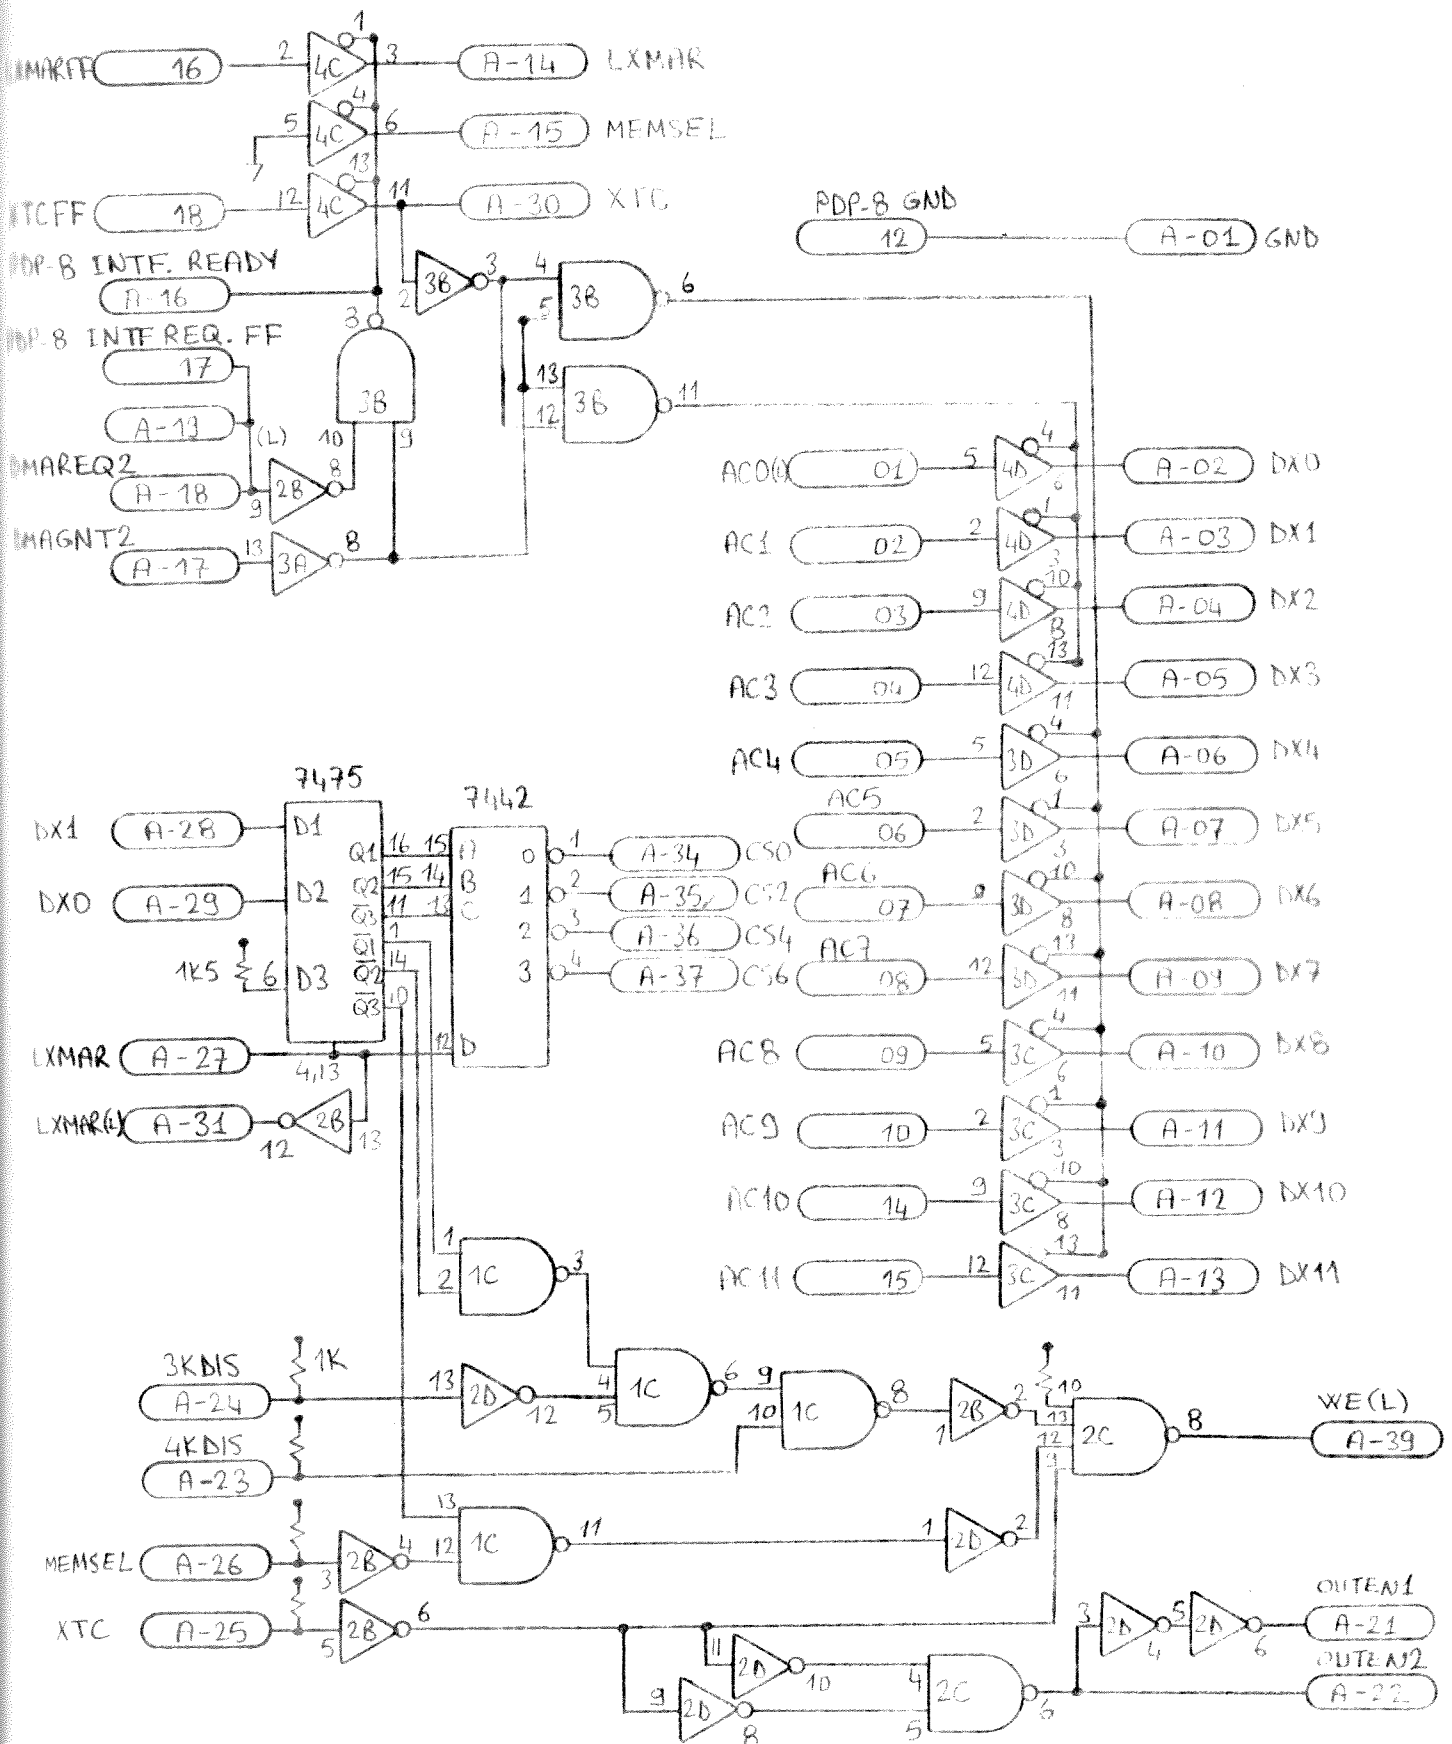 1
2 4C 3 A-14 LXMAR
16
4
5 4C 6 A-15 MEMSEL
13
12 4C 11 A-30 XTC
18
PDP-8 GND
12 A-01 GND
PDP-8 INTF. READY
A-16
2 3B 3
4 5 3B 6
PDP-8 INTF REQ. FF
17
3
3B
10 9
13 12 3B 11
(L)
DMAREQ2
A-18 9 2B 8
A-17 13 3A 8
01 5 4D 4 6 A-02 DX0
AC1 02 2 4D 1 3 A-03 DX1
03 9 4D 10 8 A-04 DX2
AC3 04 12 4D 13 11 A-05 DX3
AC4 05 5 3D 4 6 A-06 DX4
AC5
06 2 3D 1 3 A-07 DX5
AC6
07 3D 10 8 A-08 DX6
AC7
08 12 3D 13 11 A-09 DX7
AC8 09 5 3C 4 6 A-10 DX8
AC9 10 2 3C 1 3 A-11 DX9
AC10 14 9 3C 10 8 A-12 DX10
AC11 15 12 3C 13 11 A-13 DX11
7475
7442
DX1 A-28 D1
DX0 A-29 D2
1K5 6 D3
Q1 16 15 A
Q2 15 14 B
Q3 11 13 C
Q1 1
Q2 14
Q3 10
0 1 A-34 CS0
1 2 A-35 CS2
2 3 A-36 CS4
3 4 A-37 CS6
LXMAR A-27 4,13 12 D
LXMAR(L) A-31 12 2B 13
1 2 1C 3
3KDIS 1K
A-24 13 2D 12
4 5 1C 6
9 10 1C 8
1 2B 2
10 13 12 9 2C 8
WE(L)
A-39
4KDIS
A-23
MEMSEL A-26 3 2B 4
13 12 1C 11
1 2D 2
XTC A-25 5 2B 6
11 2D 10
9 2D 8
4 5 2C 6
3 2D 4 5 2D 6
OUTEN1
A-21
OUTEN2
A-22